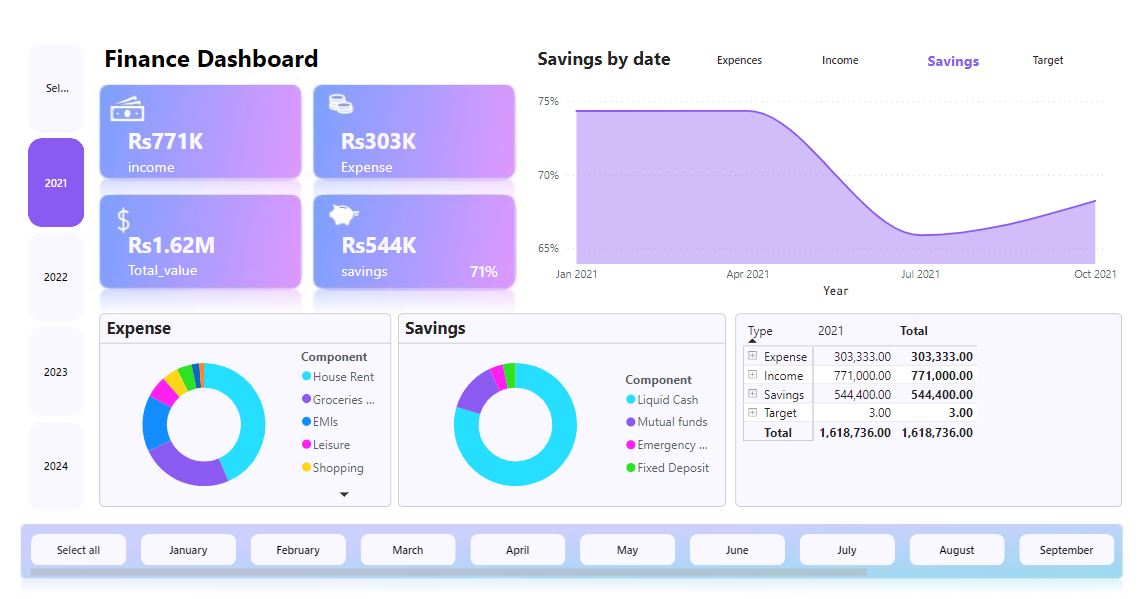 Finance Dashboard
Sel...
2021
2022
2023
2024
Rs771K
income
Rs303K
Expense
Rs1.62M
Total_value
Rs544K
savings 71%
Savings by date Expences Income Savings Target
75%
70%
65%
Jan 2021 Apr 2021 Jul 2021 Oct 2021
Year
Expense
Component
House Rent
Groceries ...
EMIs
Leisure
Shopping
Savings
Component
Liquid Cash
Mutual funds
Emergency ...
Fixed Deposit
Type 2021 Total
Expense 303,333.00 303,333.00
Income 771,000.00 771,000.00
Savings 544,400.00 544,400.00
Target 3.00 3.00
Total 1,618,736.00 1,618,736.00
Select all January February March April May June July August September